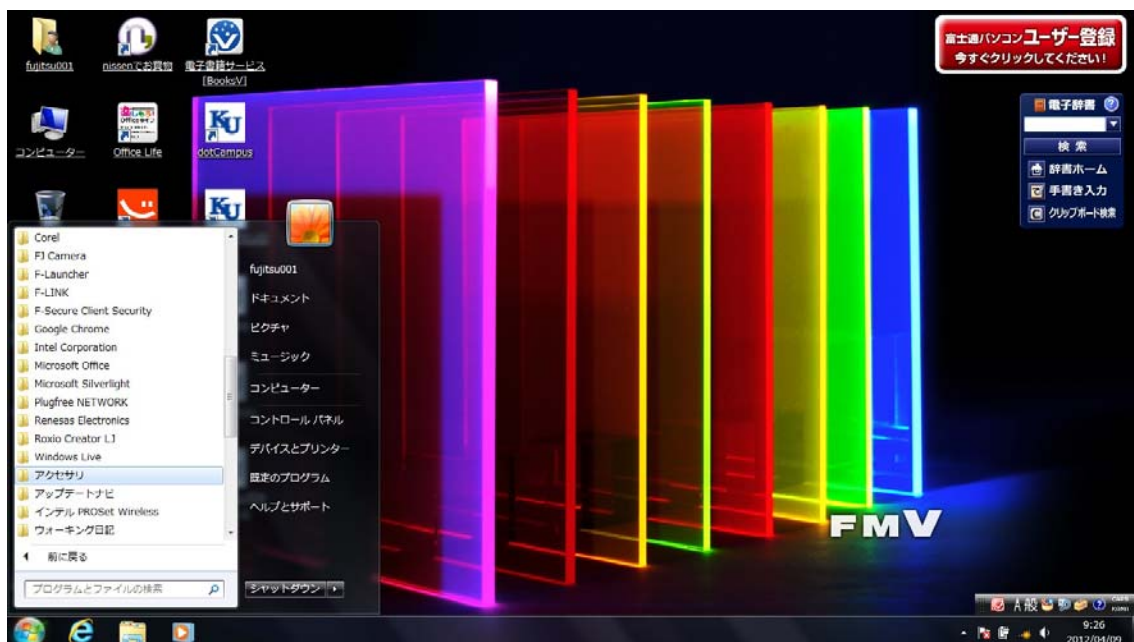 fujitsu001
nissenでお買物
電子書籍サービス
[BooksV]
コンピューター
Office Life
dotCampus
富士通パソコンユーザー登録
今すぐクリックしてください!
電子辞書
検索
辞書ホーム
手書き入力
クリップボード検索
Corel
FJ Camera
F-Launcher
F-LINK
F-Secure Client Security
Google Chrome
Intel Corporation
Microsoft Office
Microsoft Silverlight
Plugfree NETWORK
Renesas Electronics
Roxio Creator LJ
Windows Live
アクセサリ
アップデートナビ
インテル PROSet Wireless
ウォーキング日記
前に戻る
プログラムとファイルの検索
fujitsu001
ドキュメント
ピクチャ
ミュージック
コンピューター
コントロール パネル
デバイスとプリンター
既定のプログラム
ヘルプとサポート
シャットダウン
FMV
A 般
CAPS
KANA
9:26
2012/04/09